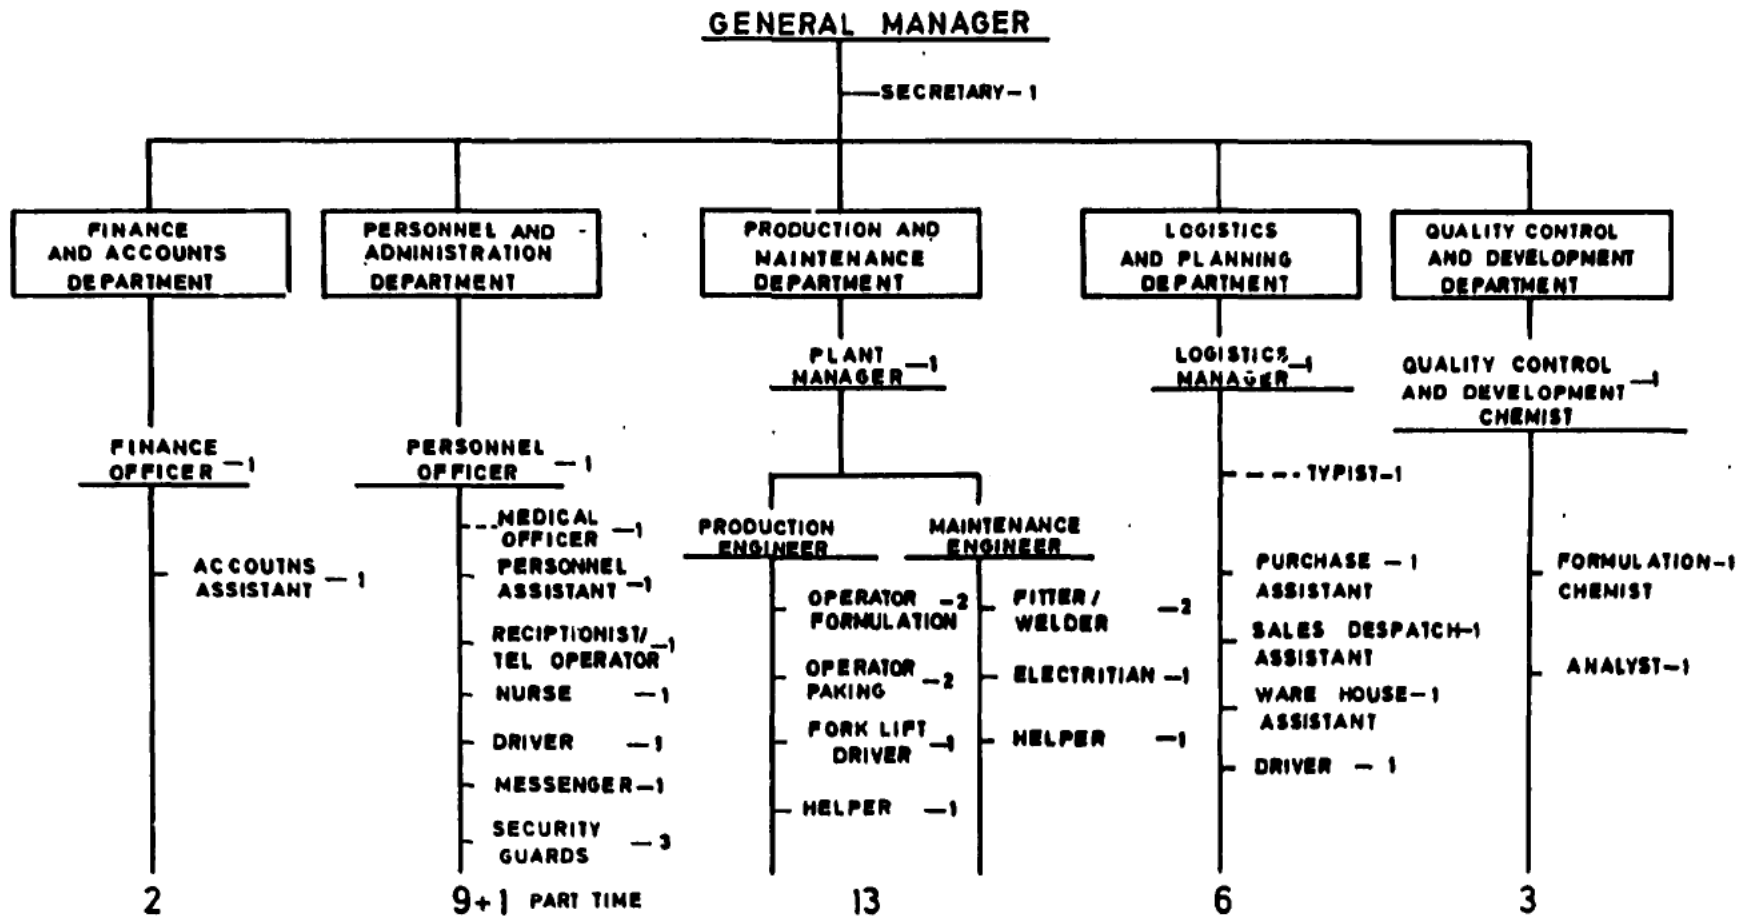 GENERAL MANAGER
SECRETARY-1
FINANCE
AND ACCOUNTS
DEPARTMENT
PERSONNEL AND
ADMINISTRATION
DEPARTMENT
PRODUCTION AND
MAINTENANCE
DEPARTMENT
LOGISTICS
AND PLANNING
DEPARTMENT
QUALITY CONTROL
AND DEVELOPMENT
DEPARTMENT
FINANCE
OFFICER -1
ACCOUTNS
ASSISTANT -1
2
PERSONNEL
OFFICER -1
MEDICAL
OFFICER -1
PERSONNEL
ASSISTANT -1
RECIPTIONIST/
TEL OPERATOR -1
NURSE -1
DRIVER -1
MESSENGER-1
SECURITY
GUARDS -3
9+1 PART TIME
PLANT
MANAGER -1
PRODUCTION
ENGINEER
OPERATOR -2
FORMULATION
OPERATOR
PAKING -2
FORK LIFT
DRIVER -1
HELPER -1
MAINTENANCE
ENGINEER
FITTER/
WELDER -2
ELECTRITIAN -1
HELPER -1
13
LOGISTICS
MANAGER -1
TYPIST-1
PURCHASE -1
ASSISTANT
SALES DESPATCH-1
ASSISTANT
WARE HOUSE-1
ASSISTANT
DRIVER -1
6
QUALITY CONTROL
AND DEVELOPMENT -1
CHEMIST
FORMULATION-1
CHEMIST
ANALYST-1
3